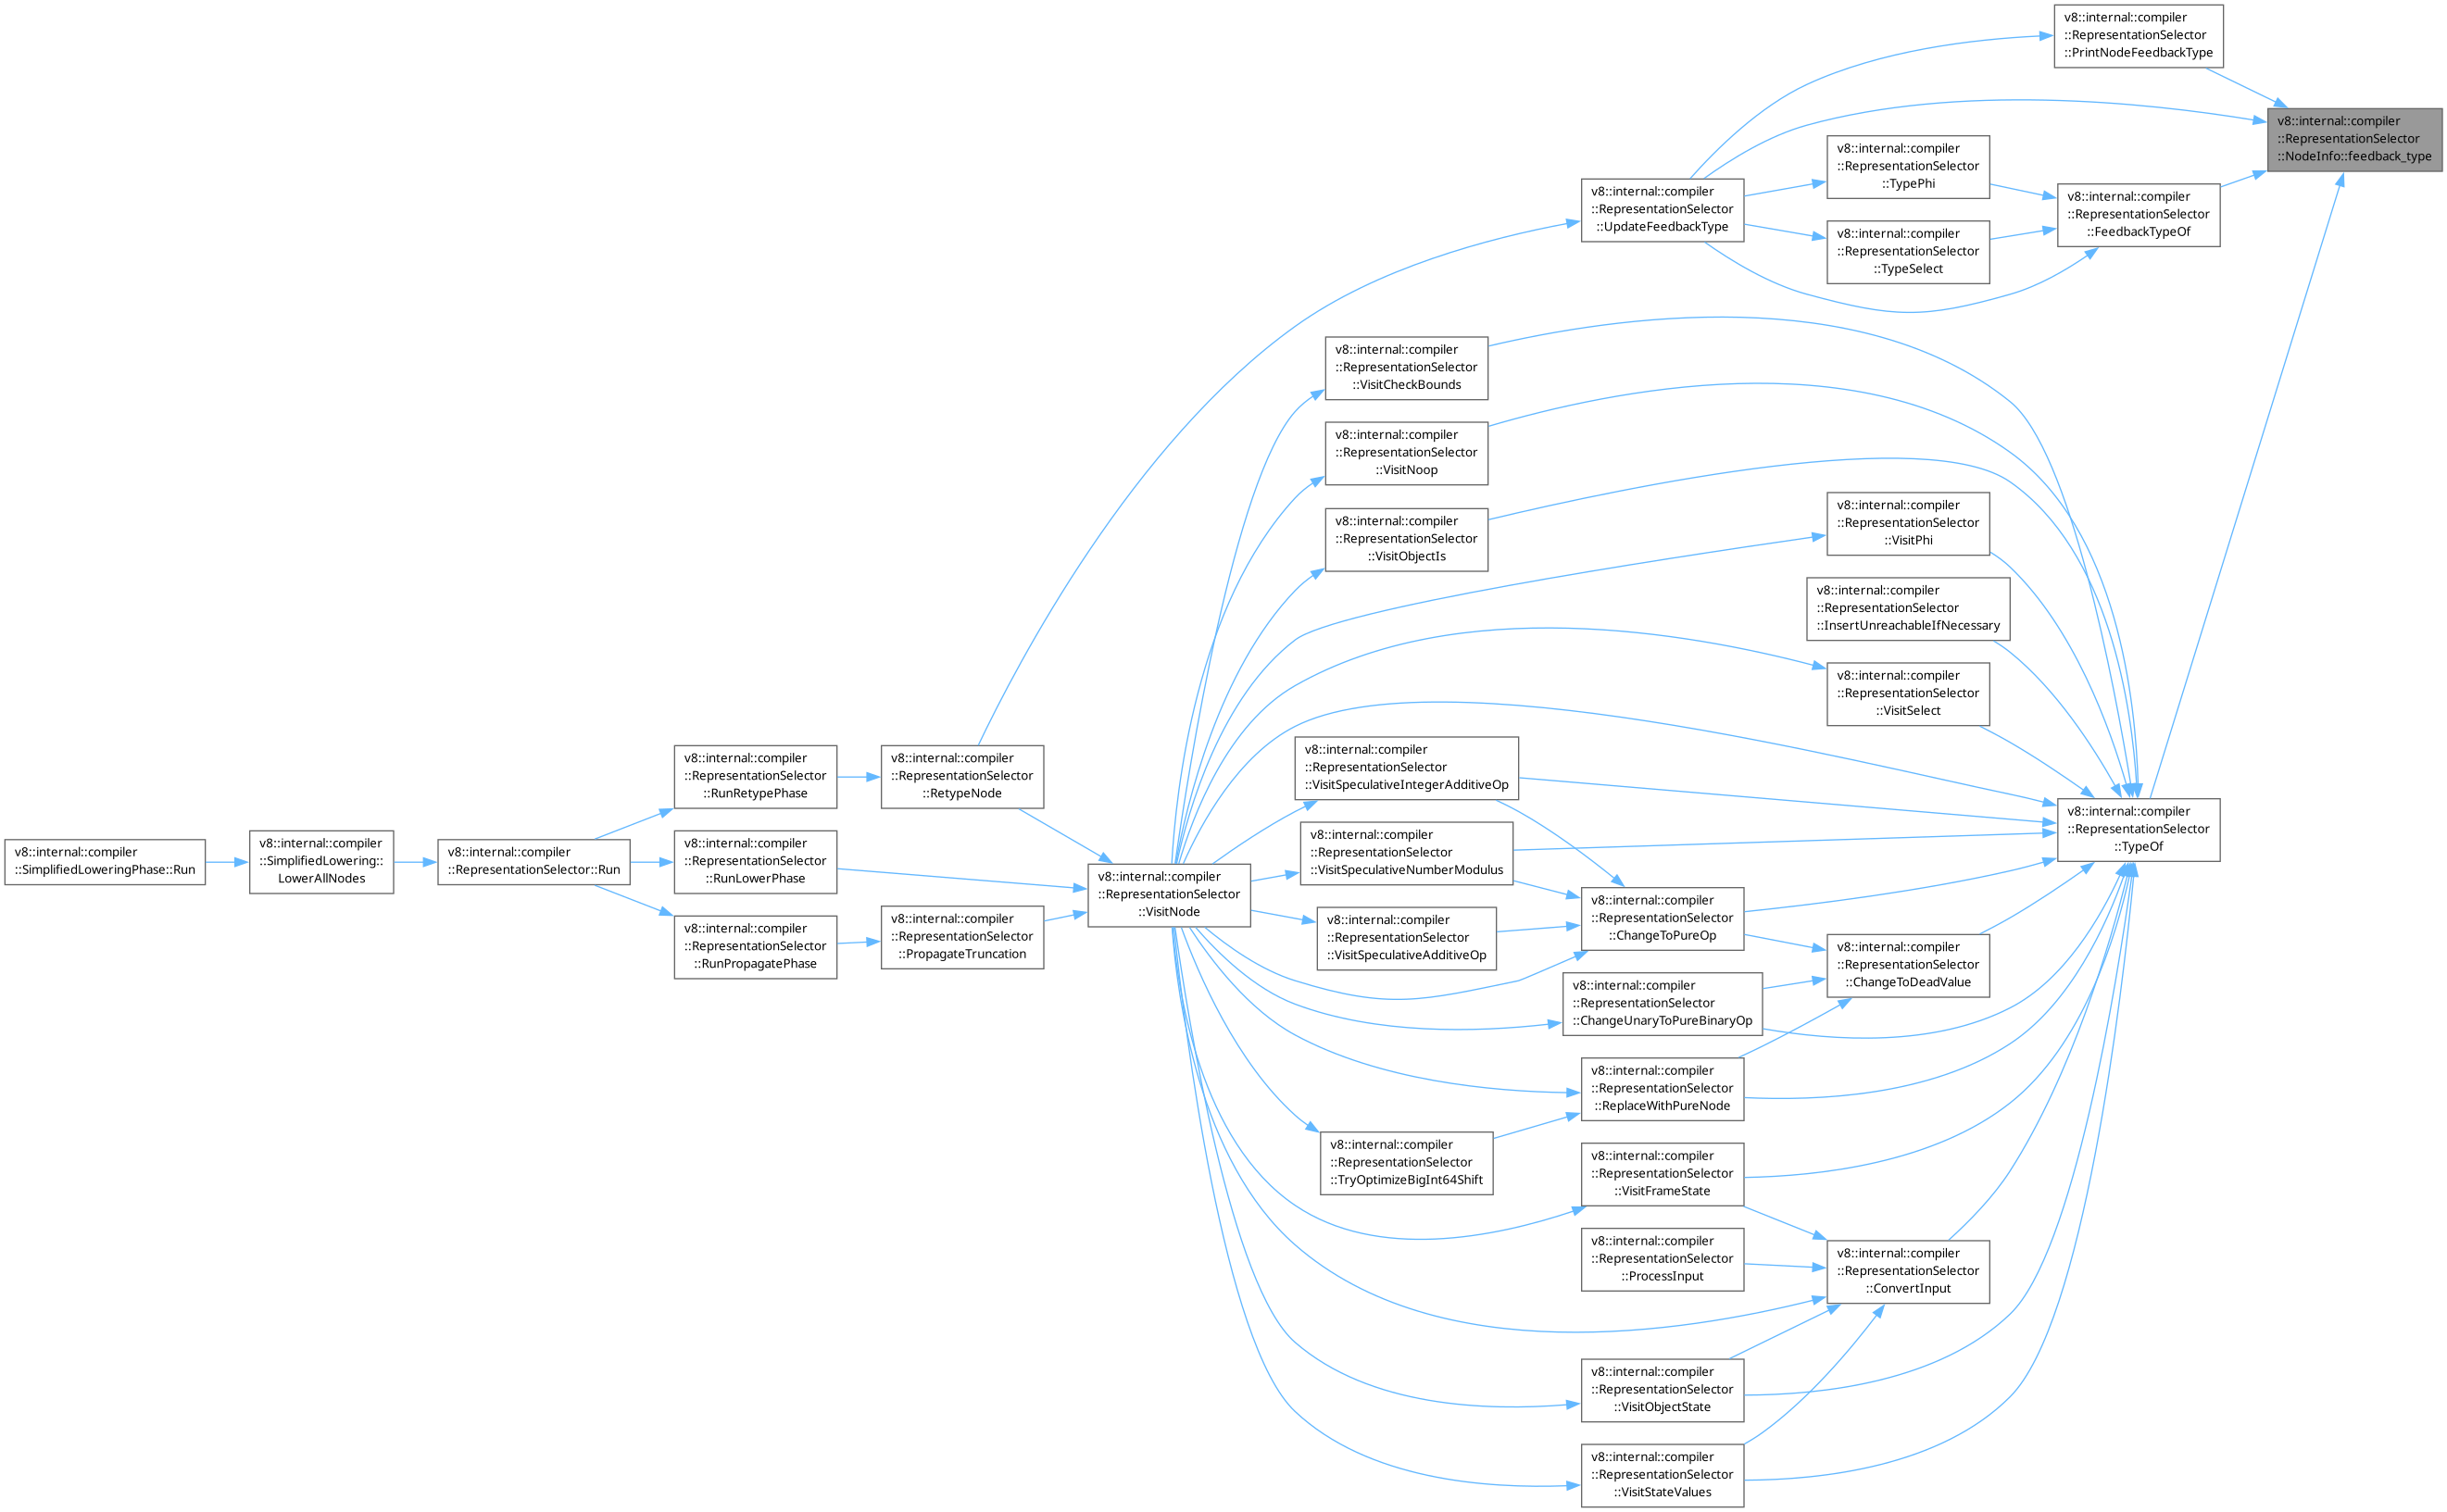 v8::internal::compiler
::RepresentationSelector
::PrintNodeFeedbackType
v8::internal::compiler
::RepresentationSelector
::NodeInfo::feedback_type
v8::internal::compiler
::RepresentationSelector
::TypePhi
v8::internal::compiler
::RepresentationSelector
::UpdateFeedbackType
v8::internal::compiler
::RepresentationSelector
::FeedbackTypeOf
v8::internal::compiler
::RepresentationSelector
::TypeSelect
v8::internal::compiler
::RepresentationSelector
::VisitCheckBounds
v8::internal::compiler
::RepresentationSelector
::VisitNoop
v8::internal::compiler
::RepresentationSelector
::VisitPhi
v8::internal::compiler
::RepresentationSelector
::VisitObjectIs
v8::internal::compiler
::RepresentationSelector
::InsertUnreachableIfNecessary
v8::internal::compiler
::RepresentationSelector
::VisitSelect
v8::internal::compiler
::RepresentationSelector
::VisitSpeculativeIntegerAdditiveOp
v8::internal::compiler
::RepresentationSelector
::RunRetypePhase
v8::internal::compiler
::RepresentationSelector
::RetypeNode
v8::internal::compiler
::RepresentationSelector
::TypeOf
v8::internal::compiler
::SimplifiedLoweringPhase::Run
v8::internal::compiler
::SimplifiedLowering::
LowerAllNodes
v8::internal::compiler
::RepresentationSelector::Run
v8::internal::compiler
::RepresentationSelector
::RunLowerPhase
v8::internal::compiler
::RepresentationSelector
::VisitSpeculativeNumberModulus
v8::internal::compiler
::RepresentationSelector
::VisitNode
v8::internal::compiler
::RepresentationSelector
::ChangeToPureOp
v8::internal::compiler
::RepresentationSelector
::PropagateTruncation
v8::internal::compiler
::RepresentationSelector
::VisitSpeculativeAdditiveOp
v8::internal::compiler
::RepresentationSelector
::RunPropagatePhase
v8::internal::compiler
::RepresentationSelector
::ChangeToDeadValue
v8::internal::compiler
::RepresentationSelector
::ChangeUnaryToPureBinaryOp
v8::internal::compiler
::RepresentationSelector
::ReplaceWithPureNode
v8::internal::compiler
::RepresentationSelector
::TryOptimizeBigInt64Shift
v8::internal::compiler
::RepresentationSelector
::VisitFrameState
v8::internal::compiler
::RepresentationSelector
::ProcessInput
v8::internal::compiler
::RepresentationSelector
::ConvertInput
v8::internal::compiler
::RepresentationSelector
::VisitObjectState
v8::internal::compiler
::RepresentationSelector
::VisitStateValues